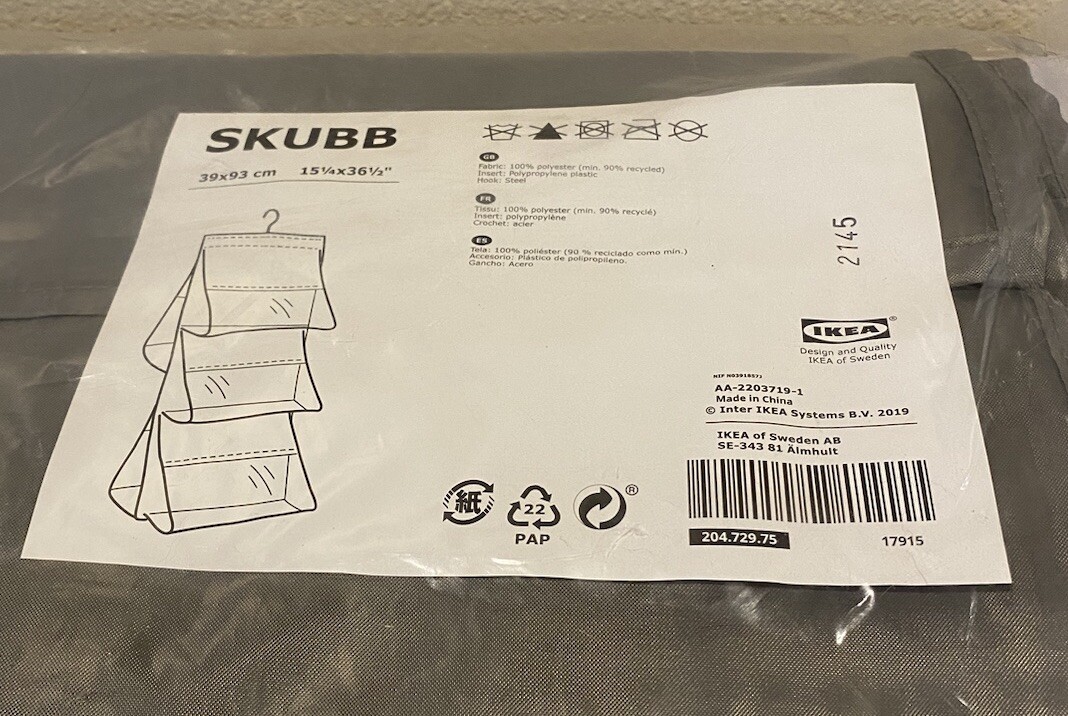 SKUBB
39x93 cm 15¼x36½"
GB
Fabric: 100% polyester (min. 90% recycled)
Insert: Polypropylene plastic
Hook: Steel
FR
Tissu: 100% polyester (min. 90% recyclé)
Insert: polypropylène
Crochet: acier
ES
Tela: 100% poliéster (90 % reciclado como mín.)
Accesorio: Plástico de polipropileno.
Gancho: Acero
2145
IKEA®
Design and Quality
IKEA of Sweden
AA-2203719-1
Made in China
© Inter IKEA Systems B.V. 2019
IKEA of Sweden AB
SE-343 81 Älmhult
紙
22
PAP
®
204.729.75
17915